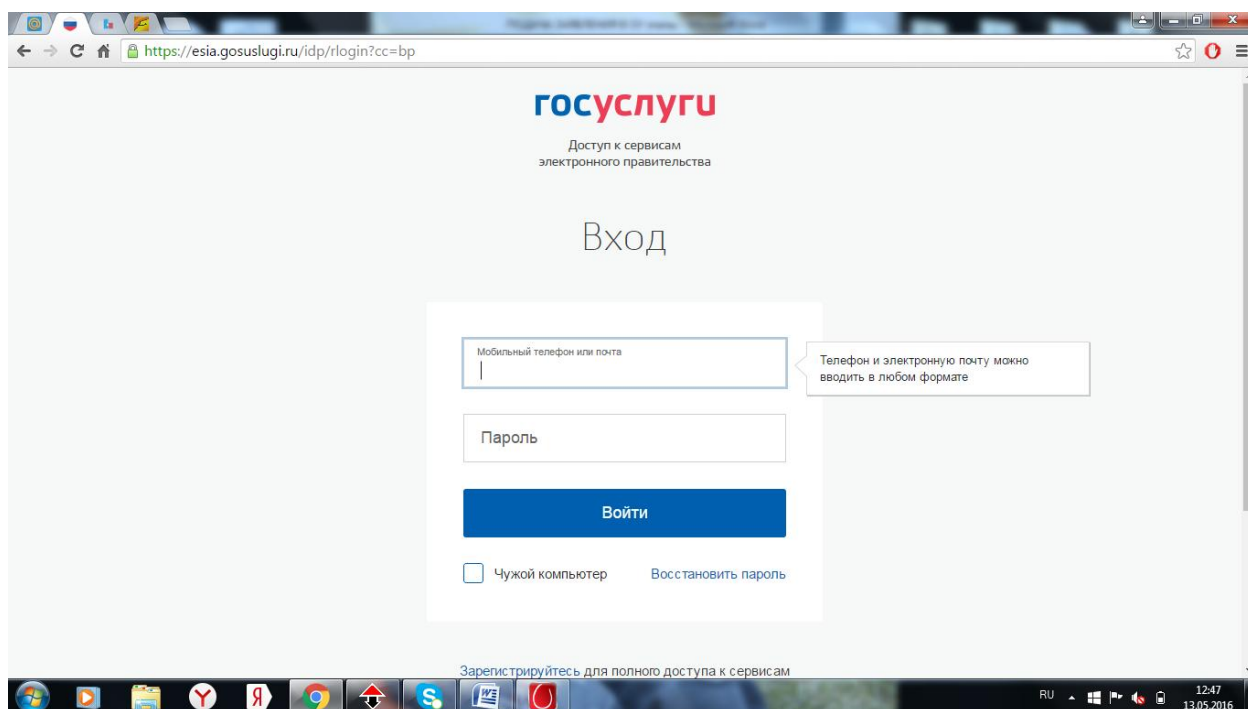 https://esia.gosuslugi.ru/idp/rlogin?cc=bp
госуслуги
Доступ к сервисам
электронного правительства
Вход
Мобильный телефон или почта
Телефон и электронную почту можно
вводить в любом формате
Пароль
Войти
Чужой компьютер
Восстановить пароль
Зарегистрируйтесь для полного доступа к сервисам
RU
12:47
13.05.2016